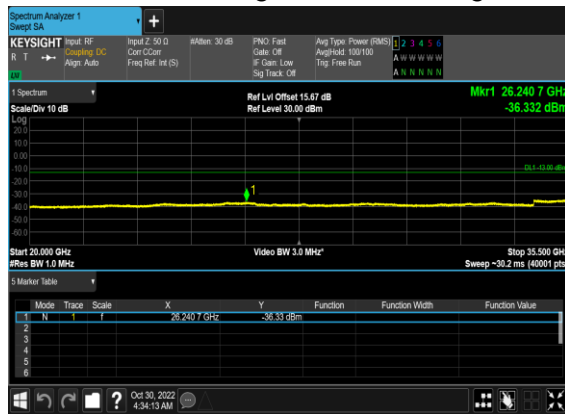 Spectrum Analyzer 1
Swept SA
KEYSIGHT Input: RF Input Z: 50 Ω #Atten: 30 dB PNO: Fast Avg Type: Power (RMS) 1 2 3 4 5 6
R T Coupling: DC Corr CCorr Gate: Off Avg|Hold: 100/100 A W W W W W
Align: Auto Freq Ref: Int (S) IF Gain: Low Trig: Free Run
Sig Track: Off A N N N N N
LXI
1 Spectrum Ref Lvl Offset 15.67 dB Mkr1 26.240 7 GHz
Scale/Div 10 dB Ref Level 30.00 dBm -36.332 dBm
Log
20.0
10.0
0.00
-10.0 DL1 -13.00 dBm
-20.0
-30.0 1
-40.0
-50.0
-60.0
Start 20.000 GHz Video BW 3.0 MHz* Stop 35.500 GHz
#Res BW 1.0 MHz Sweep ~30.2 ms (40001 pts)
5 Marker Table
Mode Trace Scale X Y Function Function Width Function Value
1 N 1 f 26.240 7 GHz -36.33 dBm
2
3
4
5
6
? Oct 30, 2022
4:34:13 AM